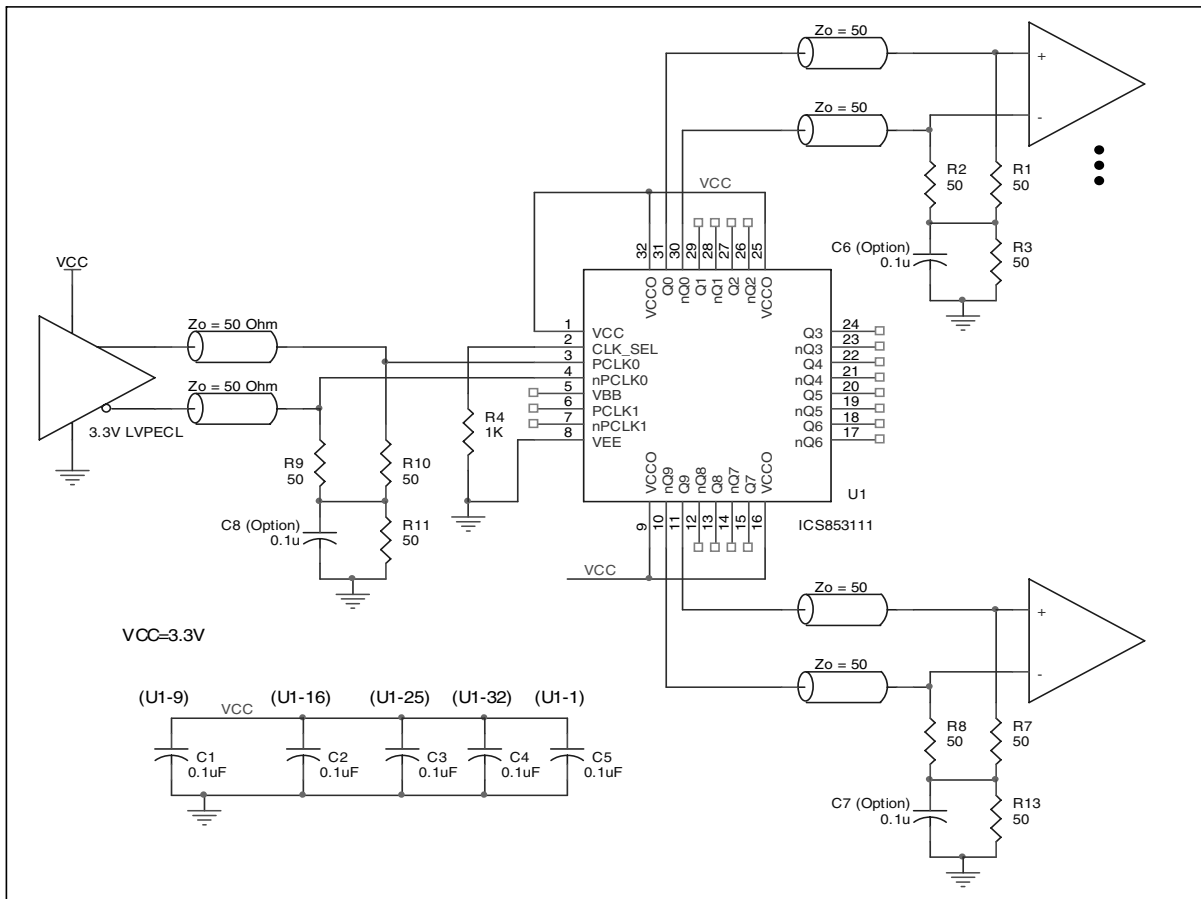 Zo = 50
+
Zo = 50
-
R2
50
R1
50
VCC
C6 (Option)
0.1u
R3
50
32
31
30
29
28
27
26
25
VCCO
Q0
nQ0
Q1
nQ1
Q2
nQ2
VCCO
VCC
Zo = 50 Ohm
Zo = 50 Ohm
3.3V LVPECL
1
VCC
2
CLK_SEL
3
PCLK0
4
nPCLK0
5
VBB
6
PCLK1
7
nPCLK1
8
VEE
Q3
24
nQ3
23
Q4
22
nQ4
21
Q5
20
nQ5
19
Q6
18
nQ6
17
R4
1K
R9
50
R10
50
C8 (Option)
0.1u
R11
50
VCCO
nQ9
Q9
nQ8
Q8
nQ7
Q7
VCCO
9
10
11
12
13
14
15
16
U1
ICS853111
VCC
Zo = 50
+
Zo = 50
-
R8
50
R7
50
C7 (Option)
0.1u
R13
50
VCC=3.3V
(U1-9)
(U1-16)
(U1-25)
(U1-32)
(U1-1)
VCC
C1
0.1uF
C2
0.1uF
C3
0.1uF
C4
0.1uF
C5
0.1uF